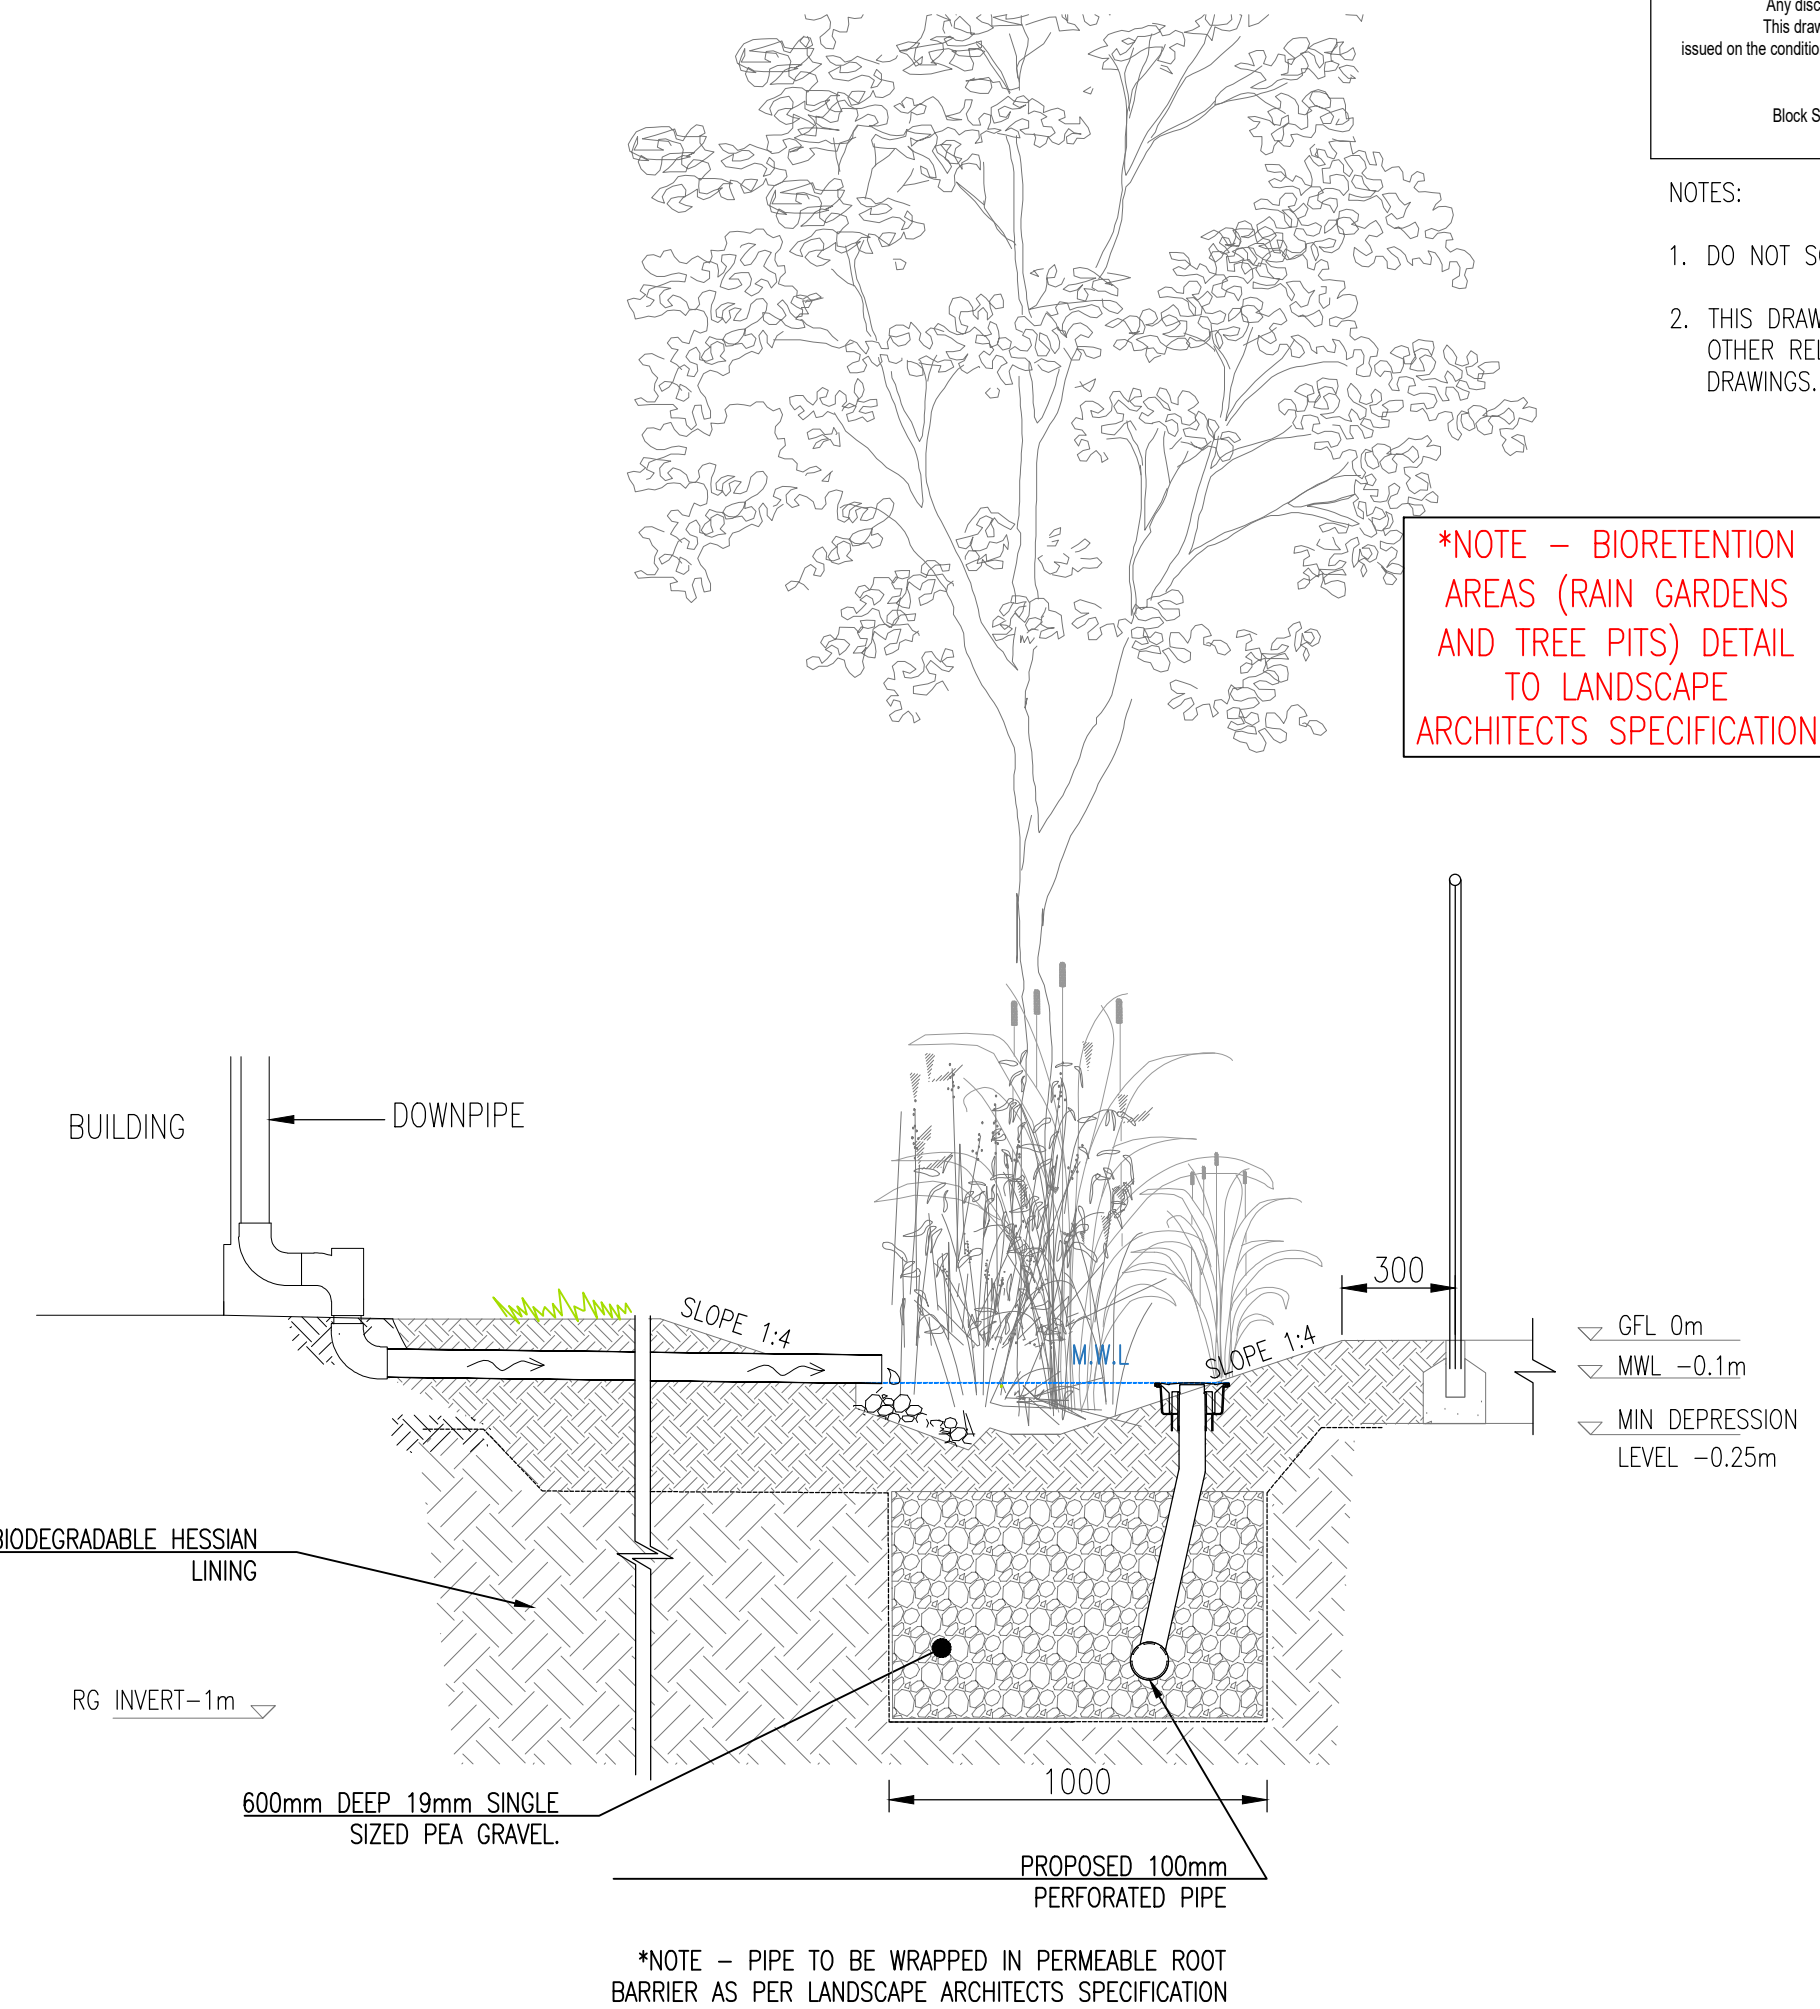 Any disc
This draw
issued on the conditio
Block S
NOTES:
1. DO NOT SC
2. THIS DRAW
OTHER REL
DRAWINGS.
*NOTE – BIORETENTION
AREAS (RAIN GARDENS
AND TREE PITS) DETAIL
TO LANDSCAPE
ARCHITECTS SPECIFICATION
BUILDING
DOWNPIPE
SLOPE 1:4
M.W.L
SLOPE 1:4
300
GFL 0m
MWL -0.1m
MIN DEPRESSION
LEVEL -0.25m
BIODEGRADABLE HESSIAN
LINING
RG INVERT-1m
600mm DEEP 19mm SINGLE
SIZED PEA GRAVEL.
1000
PROPOSED 100mm
PERFORATED PIPE
*NOTE – PIPE TO BE WRAPPED IN PERMEABLE ROOT
BARRIER AS PER LANDSCAPE ARCHITECTS SPECIFICATION